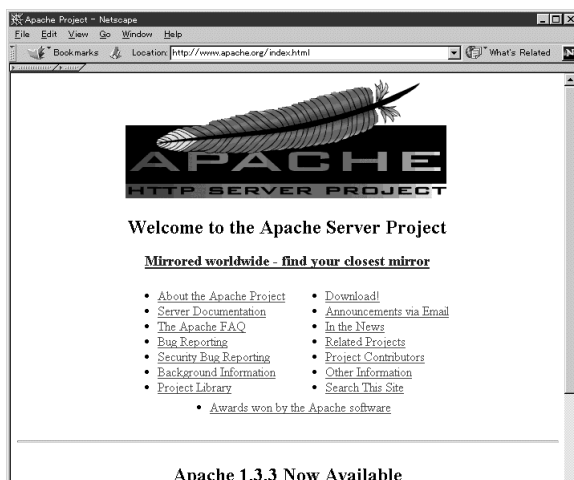 Apache Project - Netscape
File Edit View Go Window Help
Bookmarks Location: http://www.apache.org/index.html What's Related N
APACHE
HTTP SERVER PROJECT
Welcome to the Apache Server Project
Mirrored worldwide - find your closest mirror
• About the Apache Project
• Server Documentation
• The Apache FAQ
• Bug Reporting
• Security Bug Reporting
• Background Information
• Project Library
• Download!
• Announcements via Email
• In the News
• Related Projects
• Project Contributors
• Other Information
• Search This Site
• Awards won by the Apache software
Apache 1.3.3 Now Available